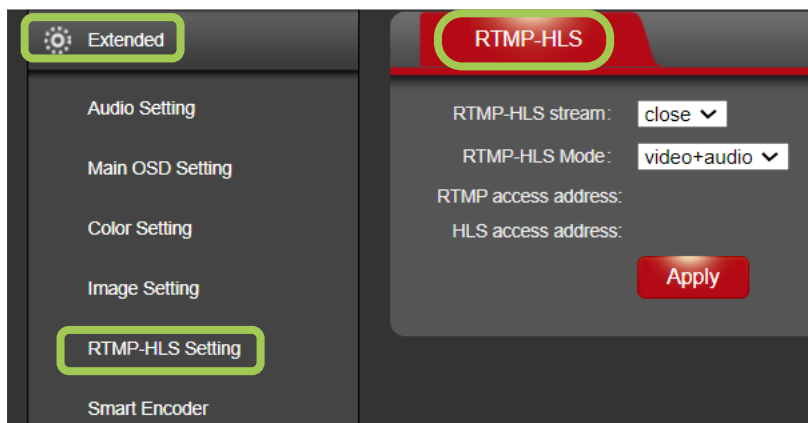 Extended
Audio Setting
Main OSD Setting
Color Setting
Image Setting
RTMP-HLS Setting
Smart Encoder
RTMP-HLS
RTMP-HLS stream: close
RTMP-HLS Mode: video+audio
RTMP access address:
HLS access address:
Apply